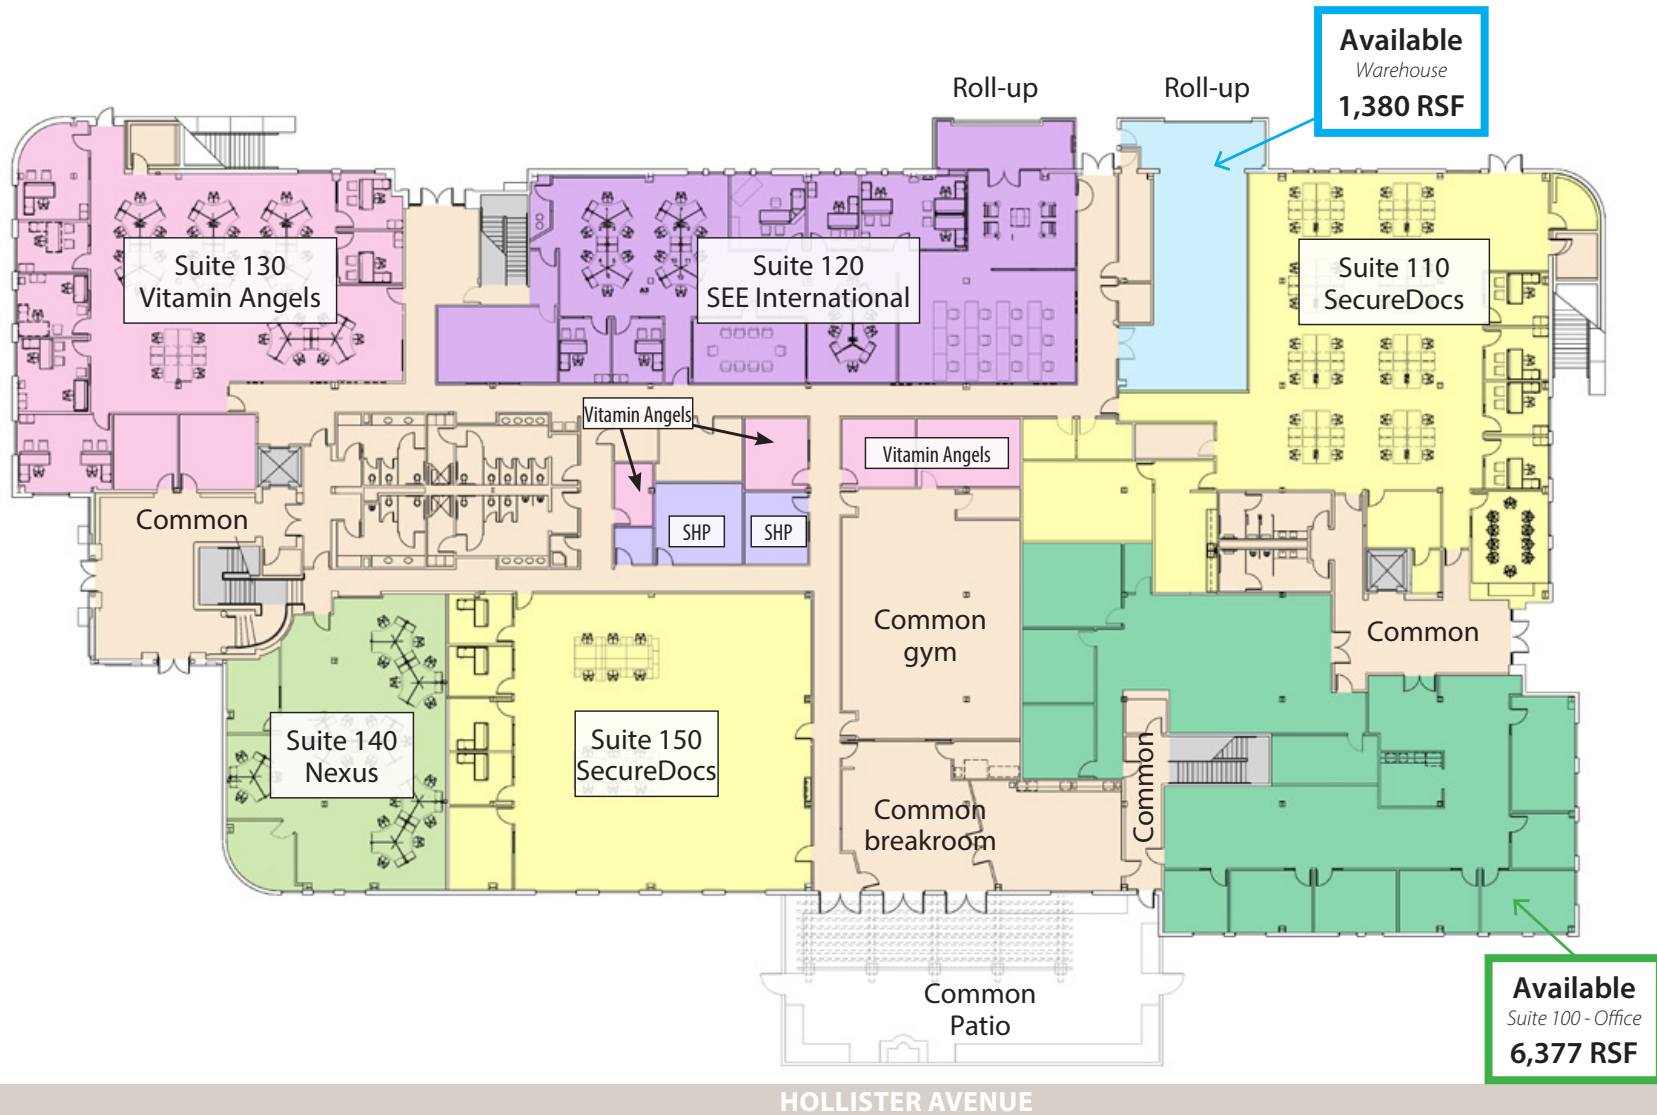 Available
Warehouse
1,380 RSF
Roll-up
Roll-up
Suite 130
Vitamin Angels
Suite 120
SEE International
Suite 110
SecureDocs
Vitamin Angels
Vitamin Angels
Common
SHP
SHP
Common
gym
Common
Suite 140
Nexus
Suite 150
SecureDocs
Common
breakroom
Common
Common
Patio
Available
Suite 100 - Office
6,377 RSF
HOLLISTER AVENUE